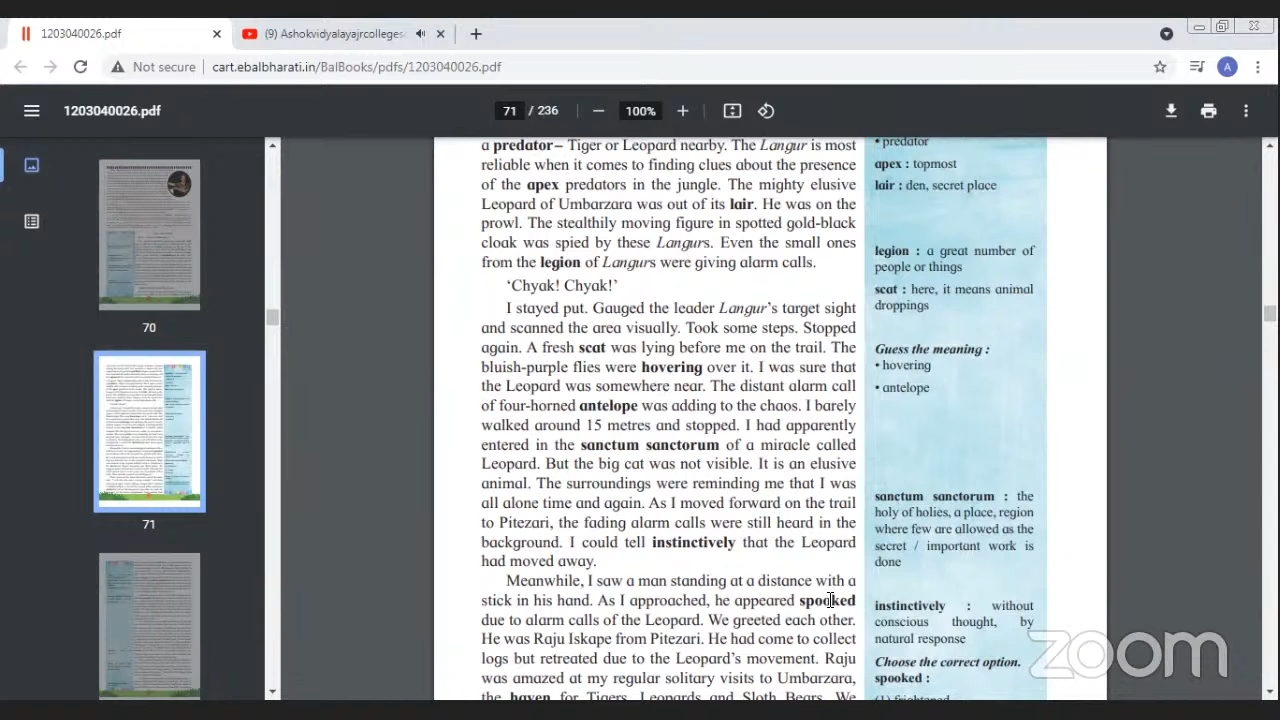 1203040026.pdf
(9) Ashokvidyalayajrcolleges
Not secure
cart.ebalbharati.in/BalBooks/pdfs/1203040026.pdf
A
1203040026.pdf
71 / 236
100%
70
71
a predator– Tiger or Leopard nearby. The Langur is most
reliable when it comes to finding clues about the presence
of the apex predators in the jungle. The mighty elusive
Leopard of Umbarzara was out of its lair. He was on the
prowl. The stealthily moving figure in spotted gold-black
cloak was spied by these Langurs. Even the small ones
from the legion of Langurs were giving alarm calls.
‘Chyak! Chyak!’
I stayed put. Gauged the leader Langur’s target sight
and scanned the area visually. Took some steps. Stopped
again. A fresh scat was lying before me on the trail. The
bluish-purple flies were hovering over it. I was sure that
the Leopard was somewhere near. The distant alarm call
of four-horned antelope was adding to the chaos. I barely
walked around 15 metres and stopped. I had apparently
entered into sanctum sanctorum of a miracle called
Leopard. But the big cat was not visible. It is an elusive
animal. The surroundings were reminding me that I was
all alone time and again. As I moved forward on the trail
to Pitezari, the fading alarm calls were still heard in the
background. I could tell instinctively that the Leopard
had moved away.
Meanwhile, I saw a man standing at a distance with a
stick in his hand. As I approached, he appeared spooked
due to alarm calls of the Leopard. We greeted each other.
He was Raju Iskape from Pitezari. He had come to collect
logs but retreated due to the Leopard’s movement. Raju
was amazed at my regular solitary visits to Umbarzara,
the haven for Tigers, Leopards and Sloth Bears. We
• predator
apex : topmost
lair : den, secret place
legion : a great number of
people or things
scat : here, it means animal
droppings
Guess the meaning :
• hovering
• antelope
sanctum sanctorum : the
holy of holies, a place, region
where few are allowed as the
secret / important work is
done
instinctively : without
conscious thought, by
natural response
Choose the correct option.
spooked :
(1) frightened
zoom